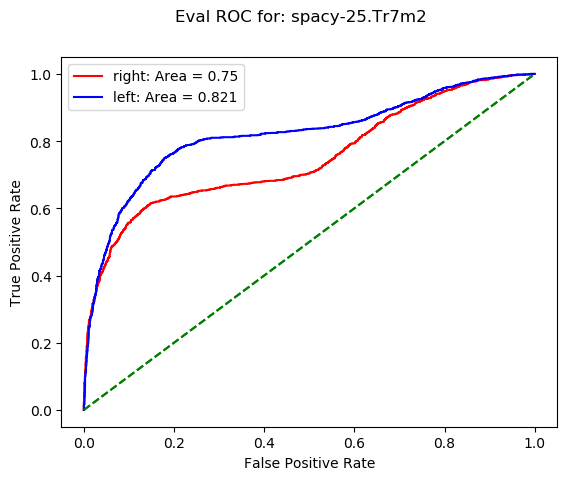 Eval ROC for: spacy-25.Tr7m2
right: Area = 0.75
left: Area = 0.821
True Positive Rate
1.0
0.8
0.6
0.4
0.2
0.0
0.0 0.2 0.4 0.6 0.8 1.0
False Positive Rate